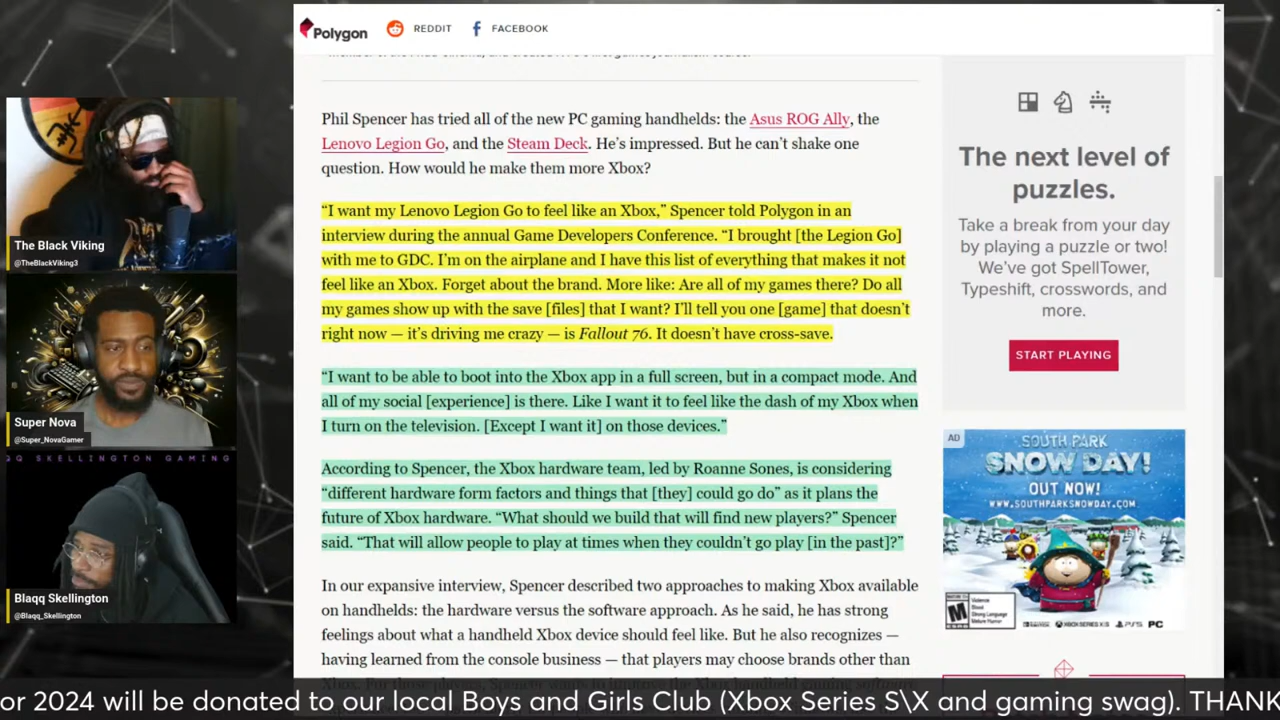 Polygon
REDDIT
FACEBOOK
Phil Spencer has tried all of the new PC gaming handhelds: the Asus ROG Ally, the
Lenovo Legion Go, and the Steam Deck. He’s impressed. But he can’t shake one
question. How would he make them more Xbox?
“I want my Lenovo Legion Go to feel like an Xbox,” Spencer told Polygon in an
interview during the annual Game Developers Conference. “I brought [the Legion Go]
with me to GDC. I’m on the airplane and I have this list of everything that makes it not
feel like an Xbox. Forget about the brand. More like: Are all of my games there? Do all
my games show up with the save [files] that I want? I’ll tell you one [game] that doesn’t
right now — it’s driving me crazy — is Fallout 76. It doesn’t have cross-save.
“I want to be able to boot into the Xbox app in a full screen, but in a compact mode. And
all of my social [experience] is there. Like I want it to feel like the dash of my Xbox when
I turn on the television. [Except I want it] on those devices.”
According to Spencer, the Xbox hardware team, led by Roanne Sones, is considering
“different hardware form factors and things that [they] could go do” as it plans the
future of Xbox hardware. “What should we build that will find new players?” Spencer
said. “That will allow people to play at times when they couldn’t go play [in the past]?”
In our expansive interview, Spencer described two approaches to making Xbox available
on handhelds: the hardware versus the software approach. As he said, he has strong
feelings about what a handheld Xbox device should feel like. But he also recognizes —
having learned from the console business — that players may choose brands other than
The next level of
puzzles.
Take a break from your day
by playing a puzzle or two!
We’ve got SpellTower,
Typeshift, crosswords, and
more.
START PLAYING
AD
SOUTH PARK
SNOW DAY!
OUT NOW!
WWW.SOUTHPARKSNOWDAY.COM
M
XBOX SERIES X|S
PS5
PC
The Black Viking
@TheBlackViking3
Super Nova
@Super_NovaGamer
SKELLINGTON GAMING
Blaqq Skellington
@Blaqq_Skellington
or 2024 will be donated to our local Boys and Girls Club (Xbox Series S\X and gaming swag). THANK